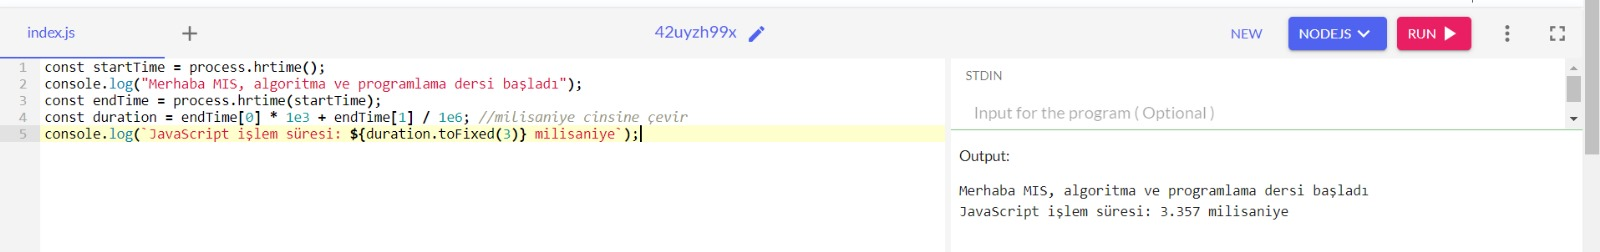 index.js
+
42uyzh99x
NEW
NODEJS
RUN
1 const startTime = process.hrtime();
2 console.log("Merhaba MIS, algoritma ve programlama dersi başladı");
3 const endTime = process.hrtime(startTime);
4 const duration = endTime[0] * 1e3 + endTime[1] / 1e6; //milisaniye cinsine çevir
5 console.log(`JavaScript işlem süresi: ${duration.toFixed(3)} milisaniye`);
STDIN
Input for the program ( Optional )
Output:
Merhaba MIS, algoritma ve programlama dersi başladı
JavaScript işlem süresi: 3.357 milisaniye